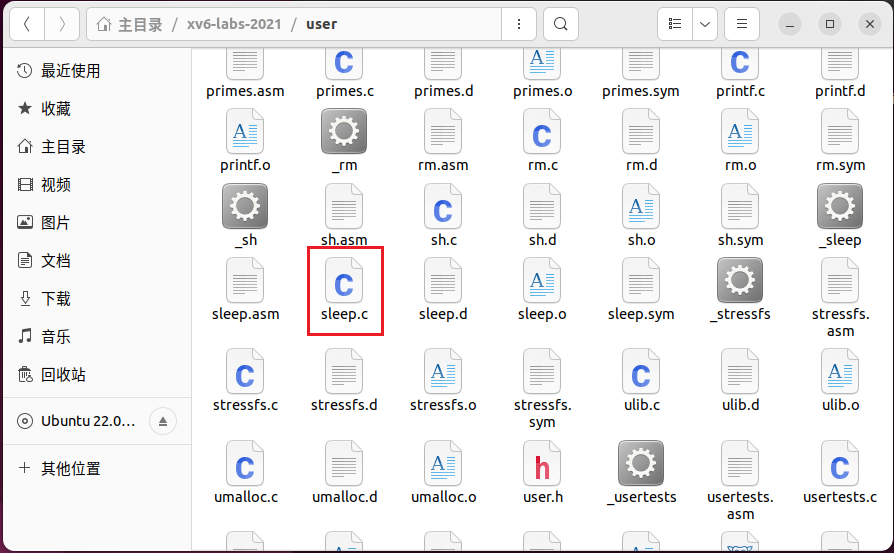 主目录 / xv6-labs-2021 / user
最近使用
收藏
主目录
视频
图片
文档
下载
音乐
回收站
Ubuntu 22.0…
其他位置
primes.asm primes.c primes.d primes.o primes.sym printf.c printf.d
printf.o _rm rm.asm rm.c rm.d rm.o rm.sym
_sh sh.asm sh.c sh.d sh.o sh.sym _sleep
sleep.asm sleep.c sleep.d sleep.o sleep.sym _stressfs stressfs.
asm
stressfs.c stressfs.d stressfs.o stressfs. ulib.c ulib.d ulib.o
sym
umalloc.c umalloc.d umalloc.o user.h _usertests usertests. usertests.c
asm